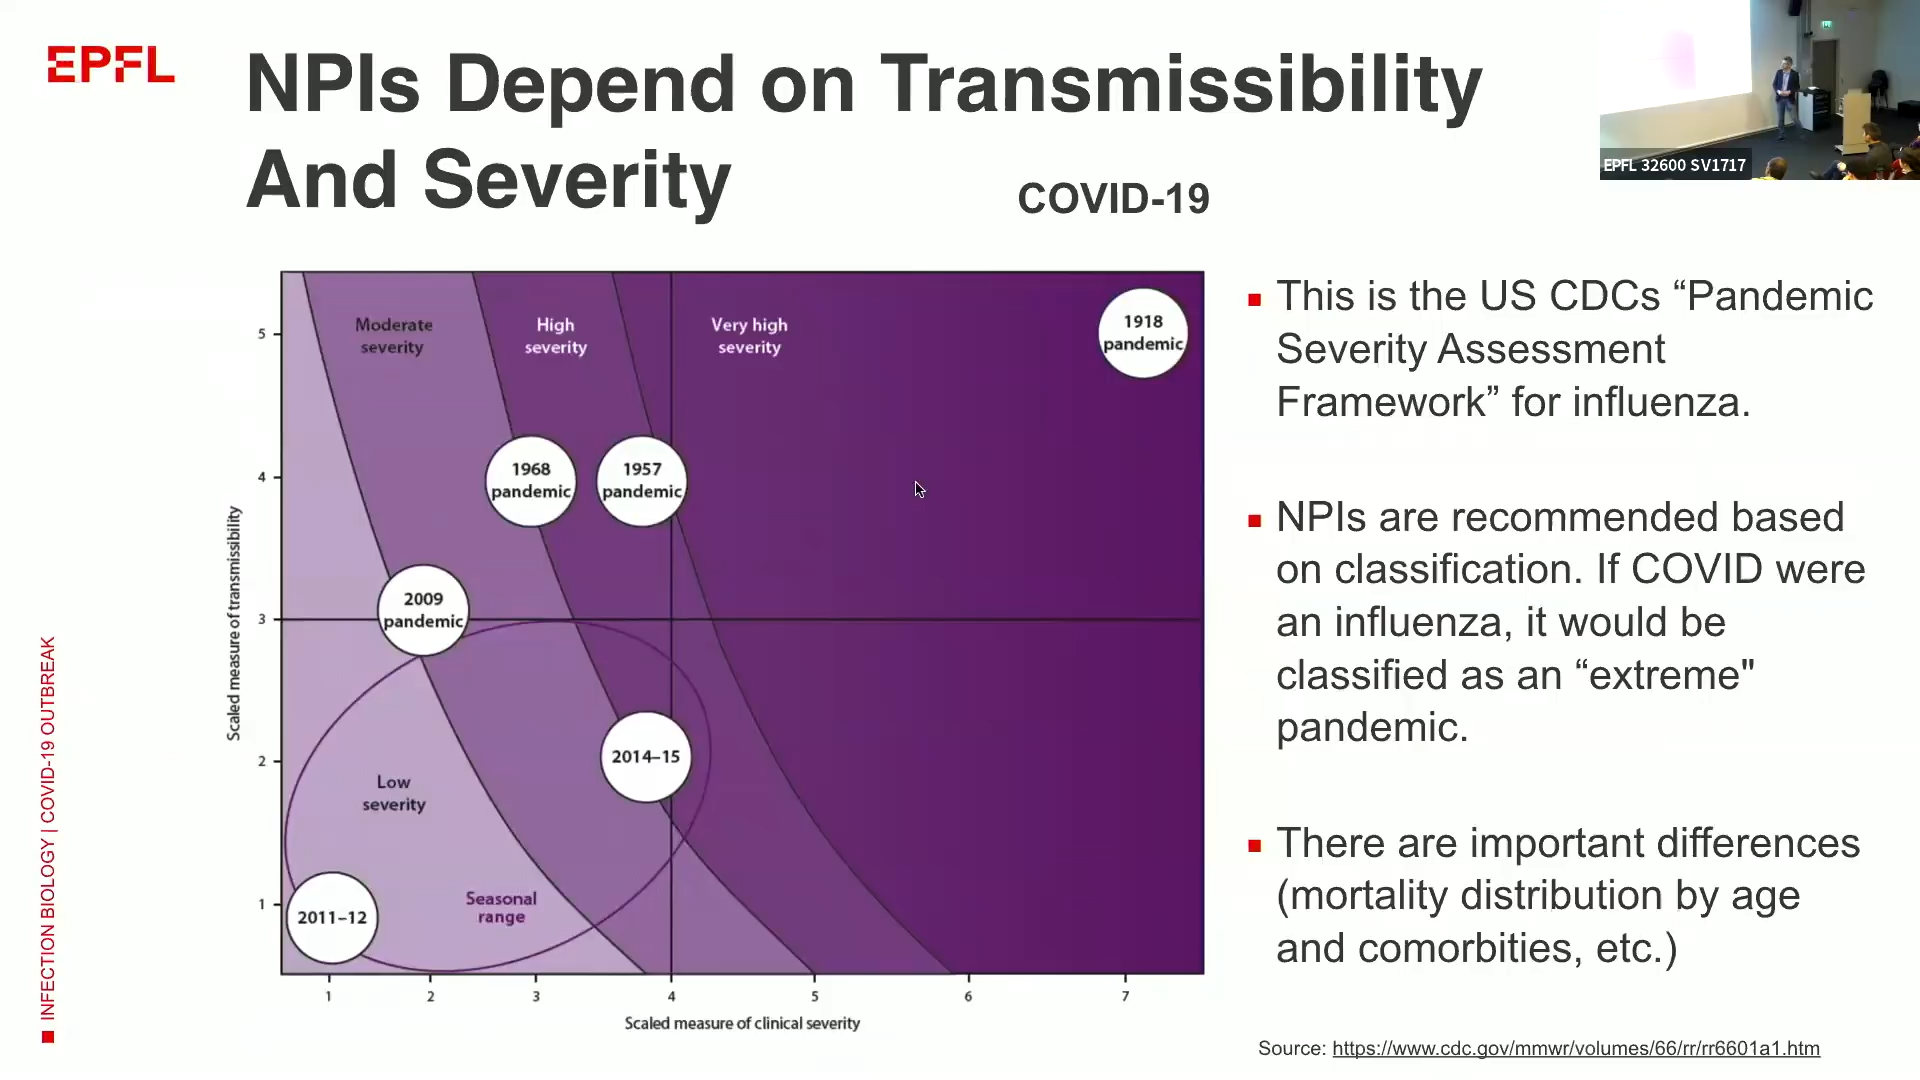 EPFL
NPIs Depend on Transmissibility
And Severity
COVID-19
EPFL 32600 SV1717
INFECTION BIOLOGY | COVID-19 OUTBREAK
Scaled measure of transmissibility
5
4
3
2
1
Moderate
severity
High
severity
Very high
severity
1918
pandemic
1968
pandemic
1957
pandemic
2009
pandemic
2014–15
Low
severity
Seasonal
range
2011–12
1
2
3
4
5
6
7
Scaled measure of clinical severity
This is the US CDCs “Pandemic
Severity Assessment
Framework” for influenza.
NPIs are recommended based
on classification. If COVID were
an influenza, it would be
classified as an “extreme"
pandemic.
There are important differences
(mortality distribution by age
and comorbities, etc.)
Source: https://www.cdc.gov/mmwr/volumes/66/rr/rr6601a1.htm